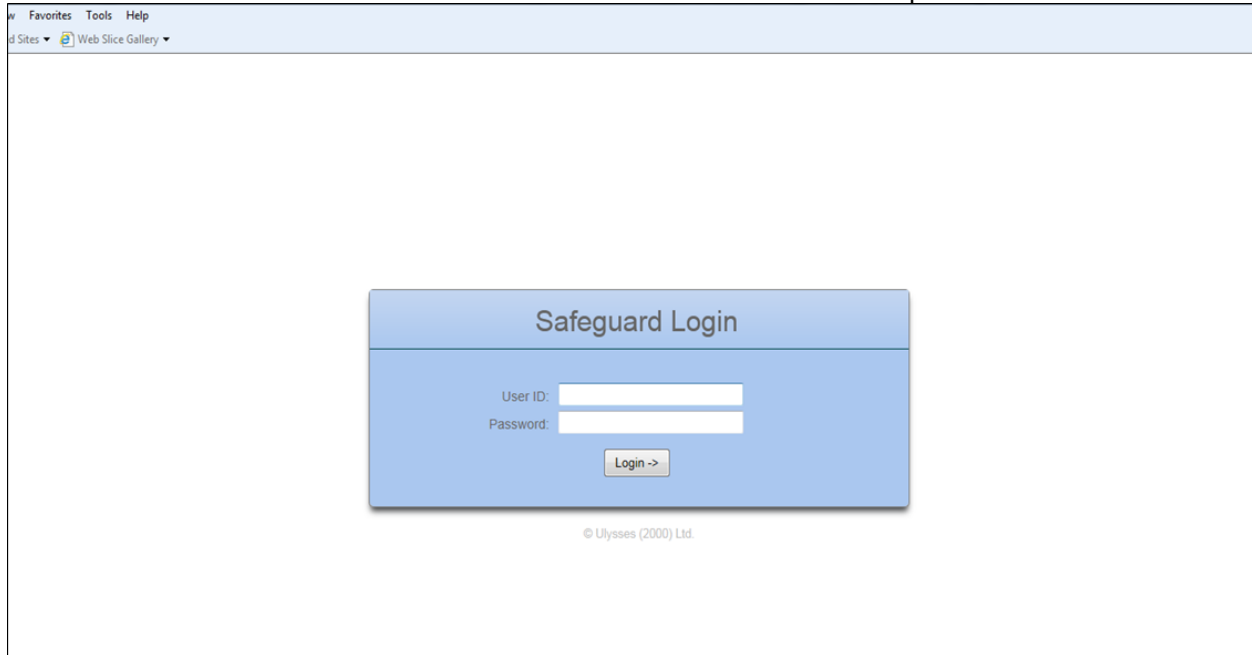 w Favorites Tools Help
d Sites ▾ Web Slice Gallery ▾
Safeguard Login
User ID:
Password:
Login ->
© Ulysses (2000) Ltd.